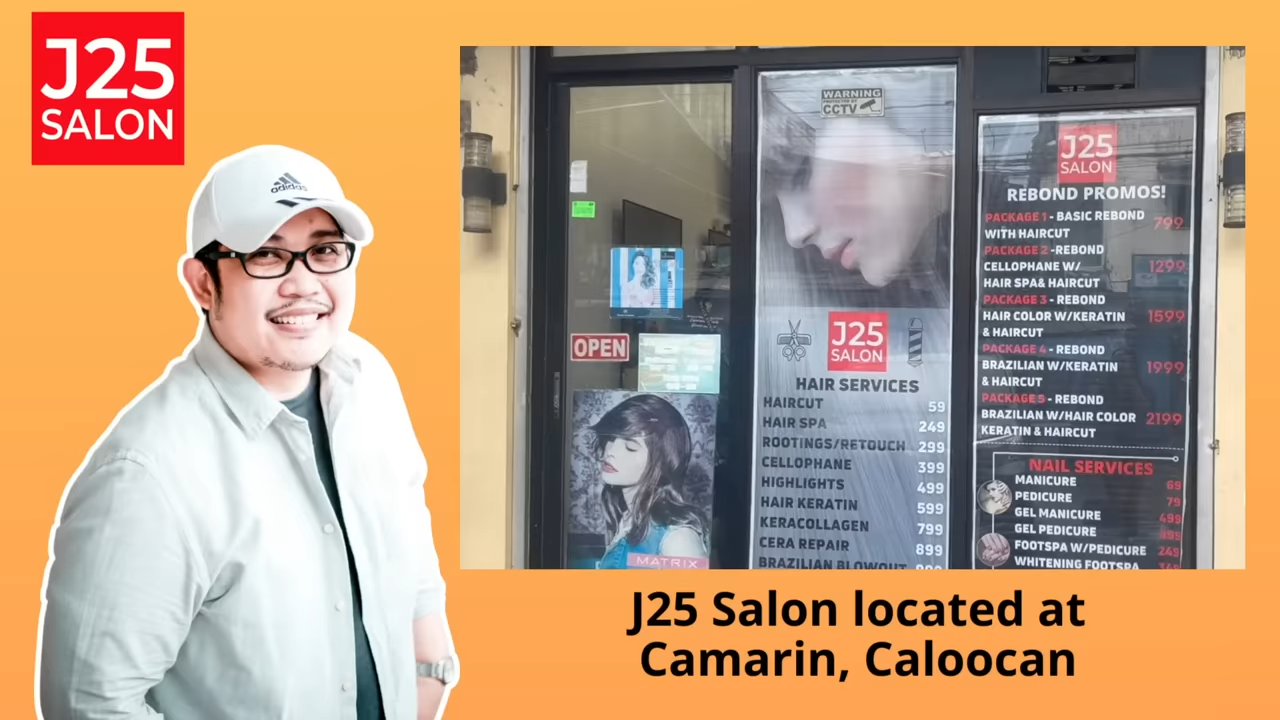 J25
SALON
adidas
WARNING
PROTECTED BY
CCTV
OPEN
MATRIX
J25
SALON
HAIR SERVICES
HAIRCUT 59
HAIR SPA 249
ROOTINGS/RETOUCH 299
CELLOPHANE 399
HIGHLIGHTS 499
HAIR KERATIN 599
KERACOLLAGEN 799
CERA REPAIR 899
BRAZILIAN BLOWOUT
J25
SALON
REBOND PROMOS!
PACKAGE 1 - BASIC REBOND
WITH HAIRCUT 799
PACKAGE 2 -REBOND
CELLOPHANE W/ 1299
HAIR SPA& HAIRCUT
PACKAGE 3 - REBOND
HAIR COLOR W/KERATIN 1599
& HAIRCUT
PACKAGE 4 - REBOND
BRAZILIAN W/KERATIN 1999
& HAIRCUT
PACKAGE 5 - REBOND
BRAZILIAN W/HAIR COLOR 2199
KERATIN & HAIRCUT
NAIL SERVICES
MANICURE 69
PEDICURE 79
GEL MANICURE 499
GEL PEDICURE
FOOTSPA W/PEDICURE 249
WHITENING FOOTSPA
J25 Salon located at
Camarin, Caloocan